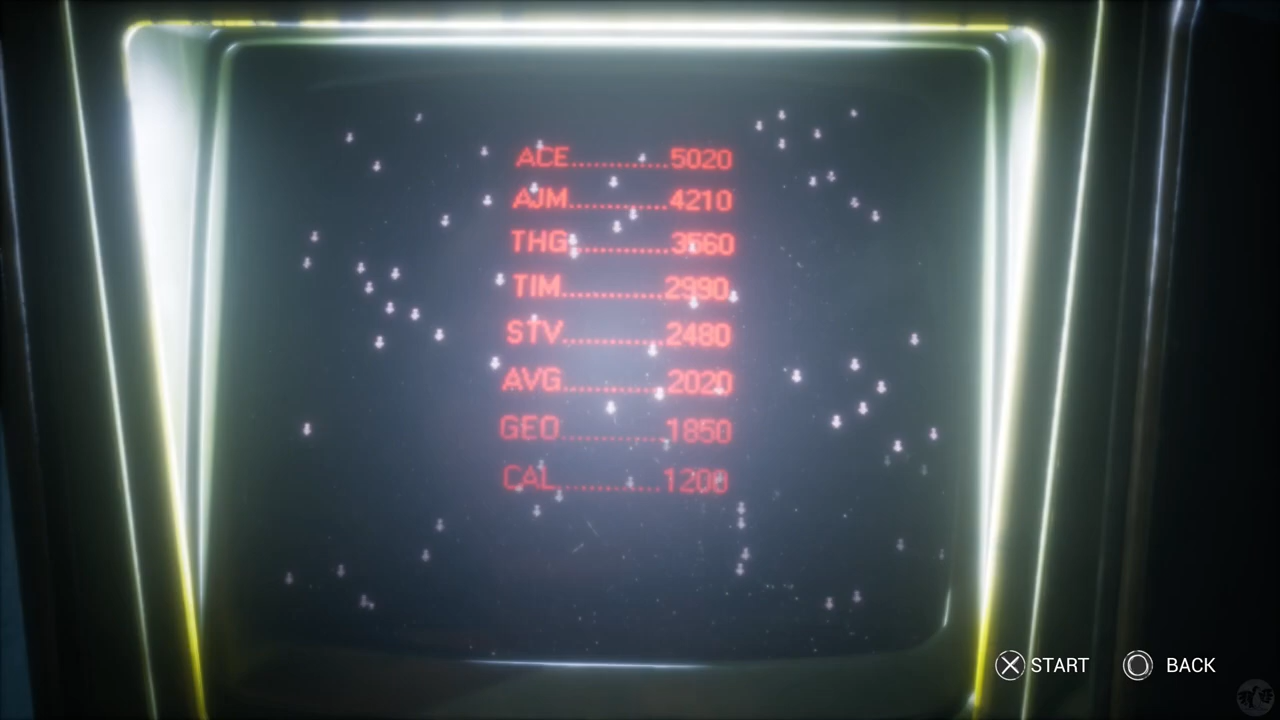 ACE............5020
AJM............4210
THG............3560
TIM............2990
STV............2480
AVG............2020
GEO............1850
CAL............1200
START BACK